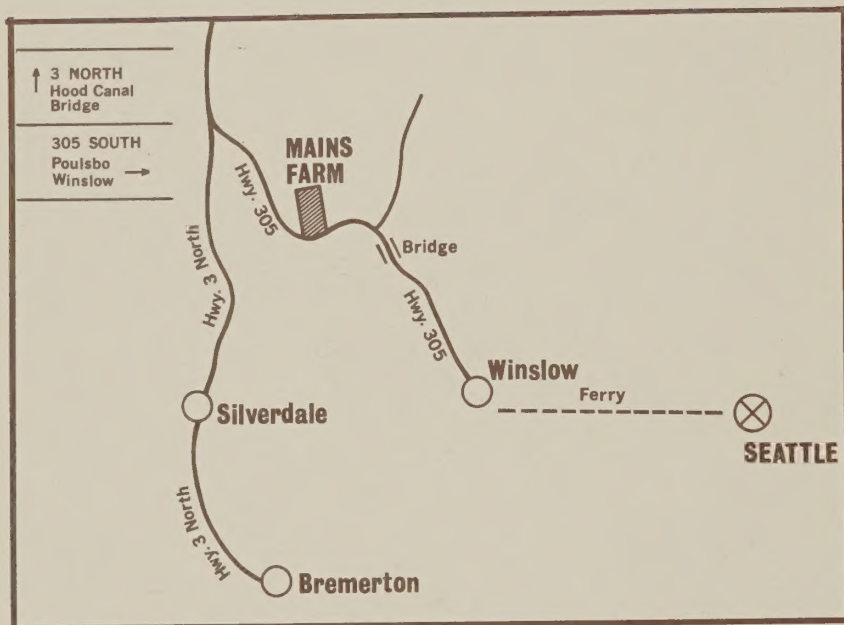 3 NORTH
Hood Canal
Bridge
305 SOUTH
Poulsbo
Winslow
MAINS
FARM
Hwy. 305
Bridge
Hwy. 3 North
Hwy. 305
Winslow
Ferry
Silverdale
SEATTLE
Hwy. 3 North
Bremerton